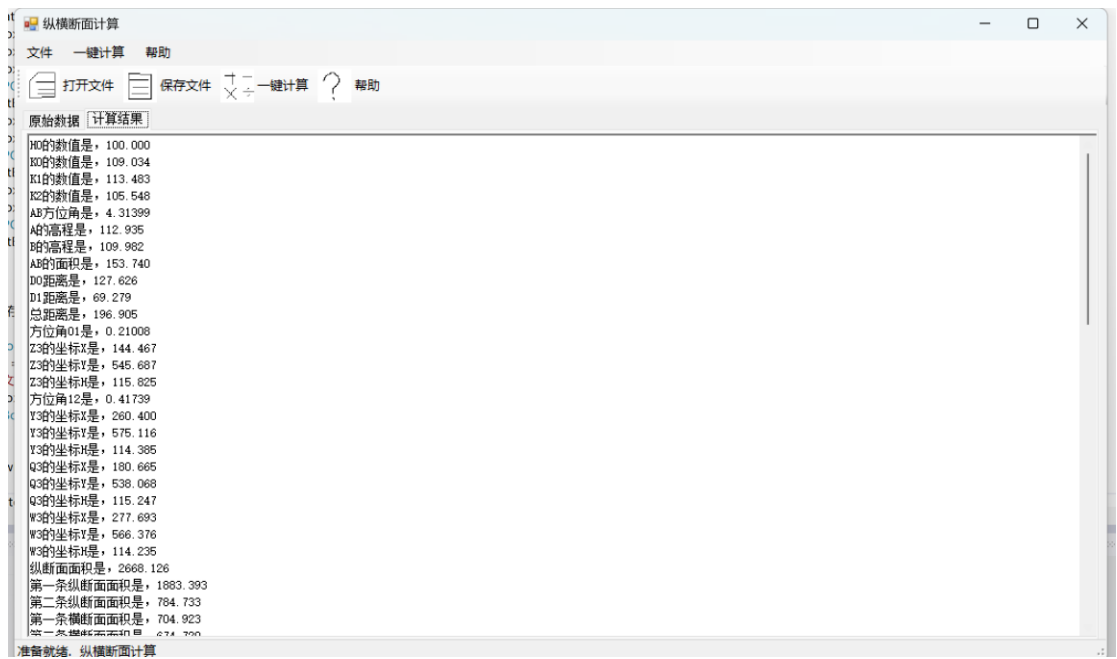 纵横断面计算
文件 一键计算 帮助
打开文件 保存文件 一键计算 帮助
原始数据 计算结果
H0的数值是，100.000
K0的数值是，109.034
K1的数值是，113.483
K2的数值是，105.548
AB方位角是，4.31399
A的高程是，112.935
B的高程是，109.982
AB的面积是，153.740
D0距离是，127.626
D1距离是，69.279
总距离是，196.905
方位角01是，0.21008
Z3的坐标X是，144.467
Z3的坐标Y是，545.687
Z3的坐标H是，115.825
方位角12是，0.41739
Y3的坐标X是，260.400
Y3的坐标Y是，575.116
Y3的坐标H是，114.385
Q3的坐标X是，180.665
Q3的坐标Y是，538.068
Q3的坐标H是，115.247
W3的坐标X是，277.693
W3的坐标Y是，566.376
W3的坐标H是，114.235
纵断面面积是，2668.126
第一条纵断面面积是，1883.393
第二条纵断面面积是，784.733
第一条横断面面积是，704.923
准备就绪．纵横断面计算